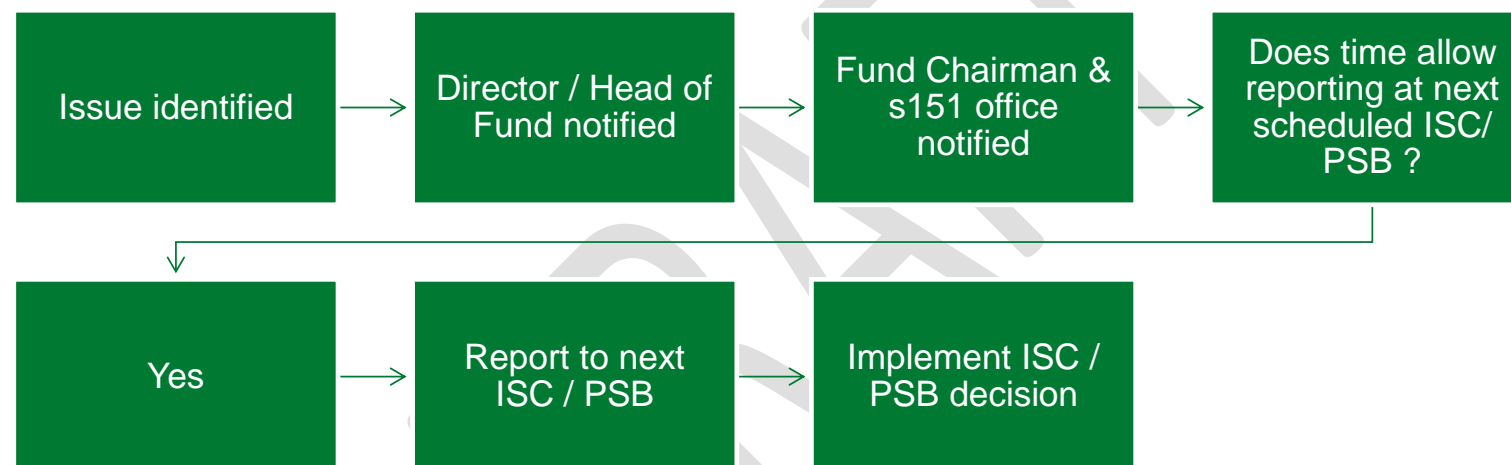 Issue identified
Director / Head of
Fund notified
Fund Chairman &
s151 office
notified
Does time allow
reporting at next
scheduled ISC/
PSB ?
Yes
Report to next
ISC / PSB
Implement ISC /
PSB decision